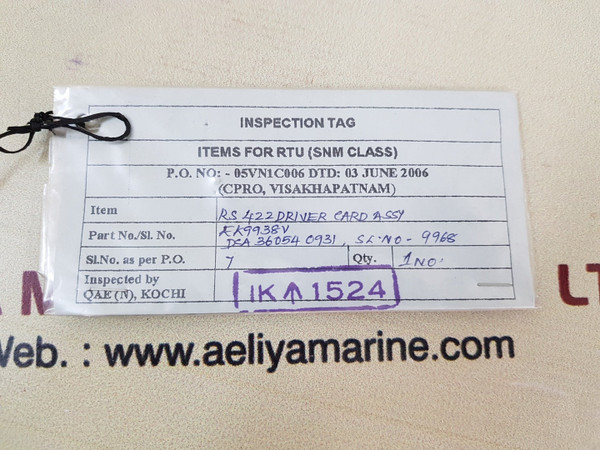 INSPECTION TAG
ITEMS FOR RTU (SNM CLASS)
P.O. NO: - 05VN1C006 DTD: 03 JUNE 2006
(CPRO, VISAKHAPATNAM)
Item RS 422 DRIVER CARD ASSY
Part No./Sl. No. ÆK9938V
DSA 36054 0931, SL.NO- 9968
Sl.No. as per P.O. 7 Qty. 1 NO.
Inspected by
QAE (N), KOCHI
IK ↑ 1524
M LT
Web. : www.aeliyamarine.com